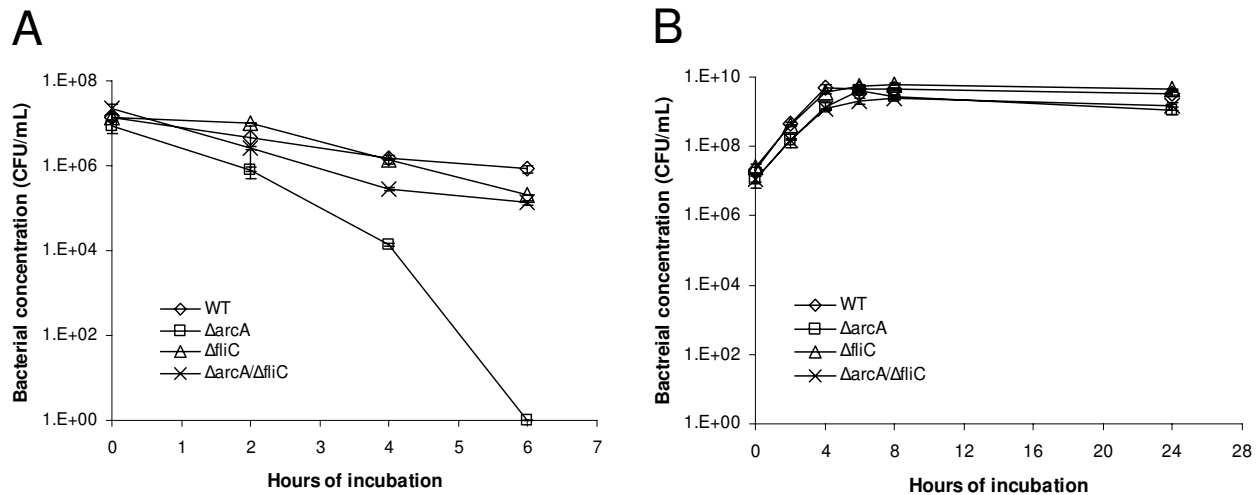 A
Bacterial concentration (CFU/mL)
1.E+08
1.E+06
1.E+04
1.E+02
1.E+00
WT
ΔarcA
ΔfliC
ΔarcA/ΔfliC
0 1 2 3 4 5 6 7
Hours of incubation
B
Bactreial concentration (CFU/mL)
1.E+10
1.E+08
1.E+06
1.E+04
1.E+02
1.E+00
WT
ΔarcA
ΔfliC
ΔarcA/ΔfliC
0 4 8 12 16 20 24 28
Hours of incubation